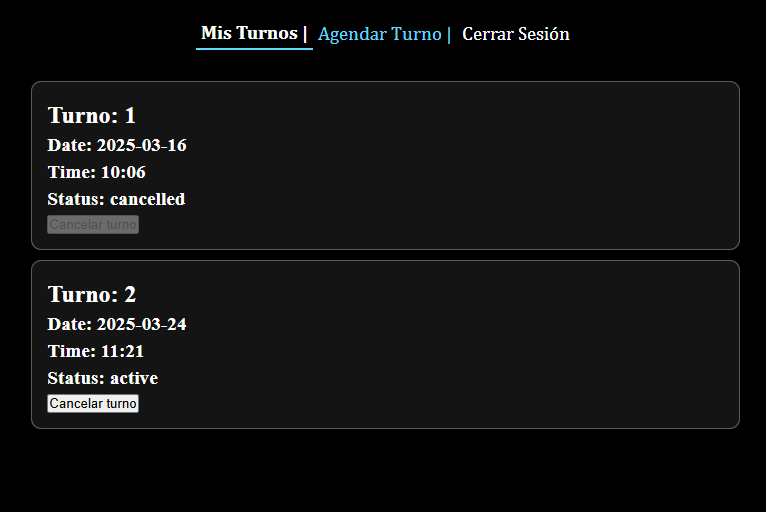 Mis Turnos | Agendar Turno | Cerrar Sesión
Turno: 1
Date: 2025-03-16
Time: 10:06
Status: cancelled
Cancelar turno
Turno: 2
Date: 2025-03-24
Time: 11:21
Status: active
Cancelar turno